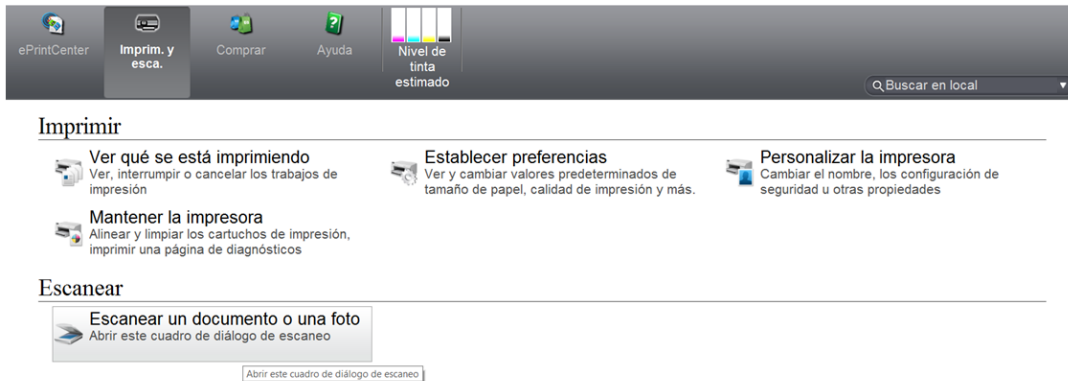 ePrintCenter
Imprim. y
esca.
Comprar
Ayuda
Nivel de
tinta
estimado
Buscar en local
Imprimir
Ver qué se está imprimiendo
Ver, interrumpir o cancelar los trabajos de
impresión
Establecer preferencias
Ver y cambiar valores predeterminados de
tamaño de papel, calidad de impresión y más.
Personalizar la impresora
Cambiar el nombre, los configuración de
seguridad u otras propiedades
Mantener la impresora
Alinear y limpiar los cartuchos de impresión,
imprimir una página de diagnósticos
Escanear
Escanear un documento o una foto
Abrir este cuadro de diálogo de escaneo
Abrir este cuadro de diálogo de escaneo